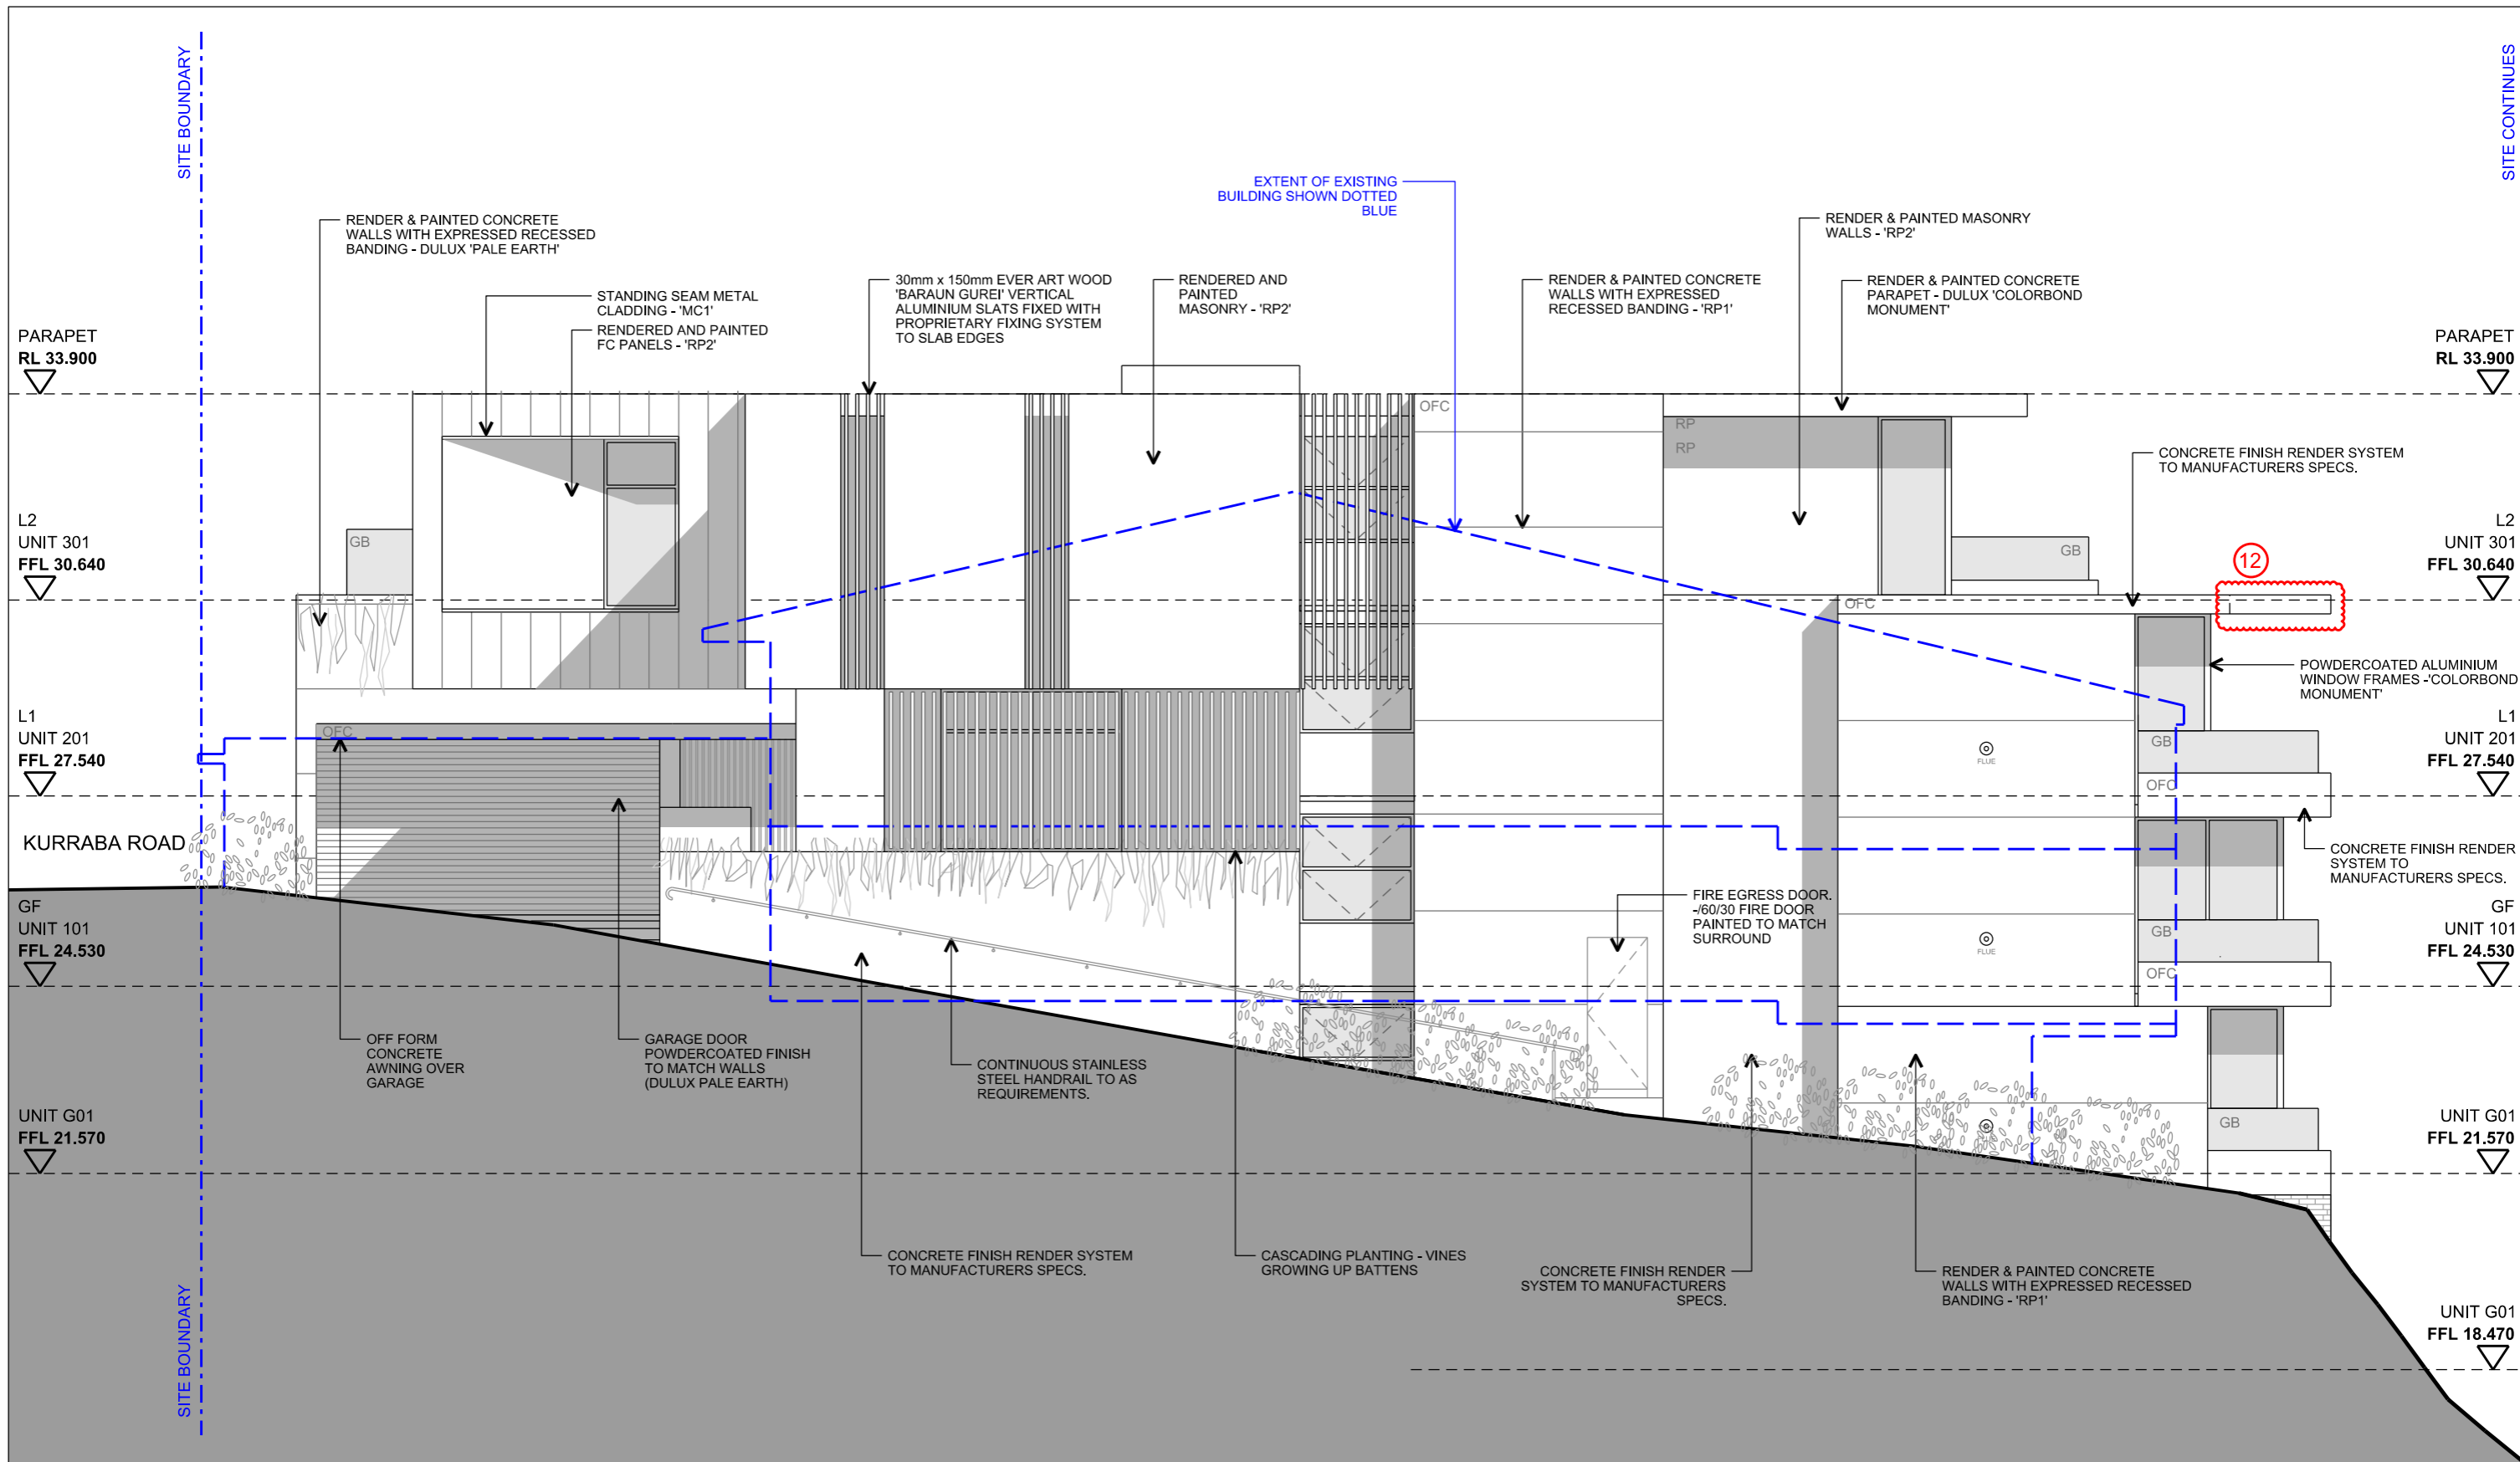 SITE BOUNDARY
SITE CONTINUES
EXTENT OF EXISTING
BUILDING SHOWN DOTTED
BLUE
RENDER & PAINTED CONCRETE
WALLS WITH EXPRESSED RECESSED
BANDING - DULUX 'PALE EARTH'
RENDER & PAINTED MASONRY
WALLS - 'RP2'
STANDING SEAM METAL
CLADDING - 'MC1'
RENDERED AND PAINTED
FC PANELS - 'RP2'
30mm x 150mm EVER ART WOOD
'BARAUN GUREI' VERTICAL
ALUMINIUM SLATS FIXED WITH
PROPRIETARY FIXING SYSTEM
TO SLAB EDGES
RENDERED AND
PAINTED
MASONRY - 'RP2'
RENDER & PAINTED CONCRETE
WALLS WITH EXPRESSED
RECESSED BANDING - 'RP1'
RENDER & PAINTED CONCRETE
PARAPET - DULUX 'COLORBOND
MONUMENT'
PARAPET
RL 33.900
PARAPET
RL 33.900
OFC
RP
RP
CONCRETE FINISH RENDER SYSTEM
TO MANUFACTURERS SPECS.
L2
UNIT 301
FFL 30.640
GB
GB
12
L2
UNIT 301
FFL 30.640
OFC
POWDERCOATED ALUMINIUM
WINDOW FRAMES -'COLORBOND
MONUMENT'
L1
UNIT 201
FFL 27.540
OFC
FLUE
GB
OFC
L1
UNIT 201
FFL 27.540
KURRABA ROAD
CONCRETE FINISH RENDER
SYSTEM TO
MANUFACTURERS SPECS.
FIRE EGRESS DOOR.
-/60/30 FIRE DOOR
PAINTED TO MATCH
SURROUND
GF
UNIT 101
FFL 24.530
FLUE
GB
OFC
GF
UNIT 101
FFL 24.530
OFF FORM
CONCRETE
AWNING OVER
GARAGE
GARAGE DOOR
POWDERCOATED FINISH
TO MATCH WALLS
(DULUX PALE EARTH)
CONTINUOUS STAINLESS
STEEL HANDRAIL TO AS
REQUIREMENTS.
UNIT G01
FFL 21.570
GB
UNIT G01
FFL 21.570
CONCRETE FINISH RENDER SYSTEM
TO MANUFACTURERS SPECS.
CASCADING PLANTING - VINES
GROWING UP BATTENS
CONCRETE FINISH RENDER
SYSTEM TO MANUFACTURERS
SPECS.
RENDER & PAINTED CONCRETE
WALLS WITH EXPRESSED RECESSED
BANDING - 'RP1'
SITE BOUNDARY
UNIT G01
FFL 18.470